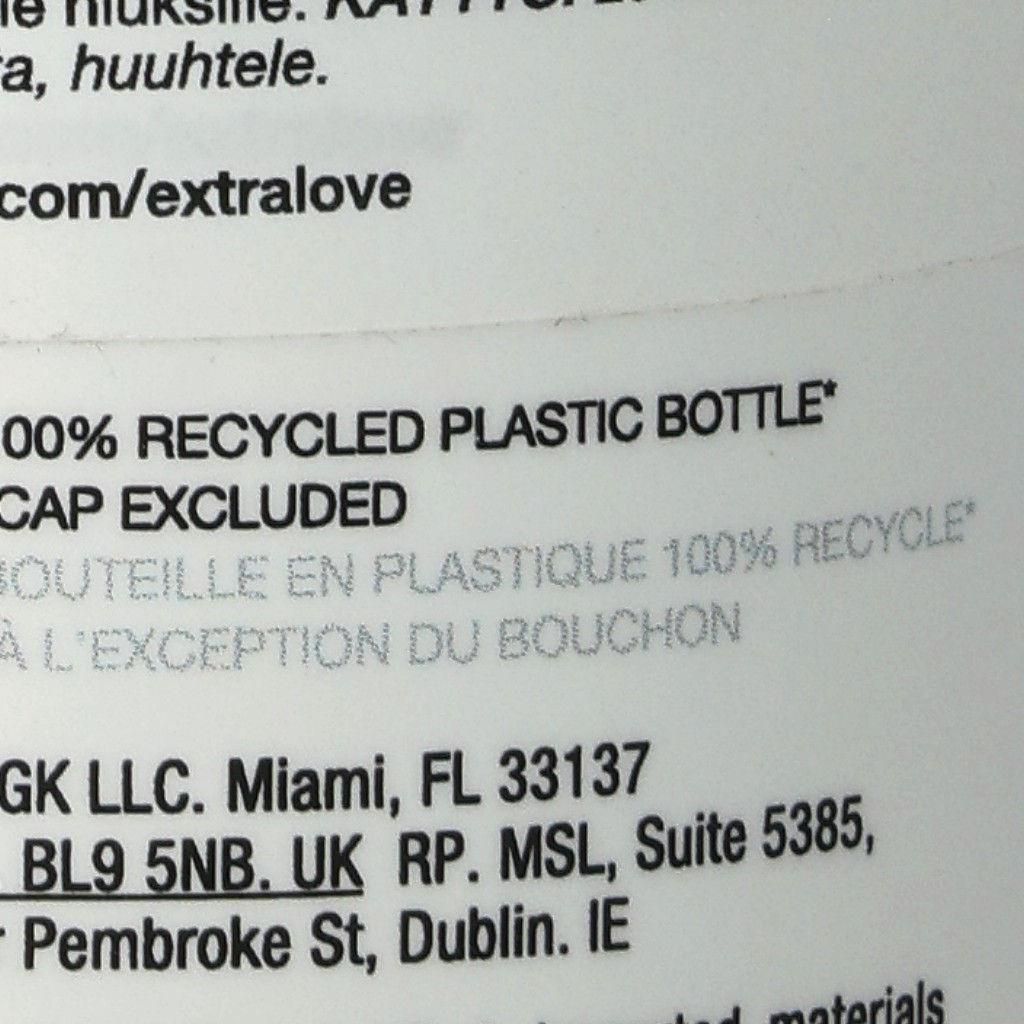 huuhtele.
com/extralove
00% RECYCLED PLASTIC BOTTLE*
CAP EXCLUDED
BOUTEILLE EN PLASTIQUE 100% RECYCLE*
À L'EXCEPTION DU BOUCHON
GK LLC. Miami, FL 33137
BL9 5NB. UK RP. MSL, Suite 5385,
Pembroke St, Dublin. IE
materials